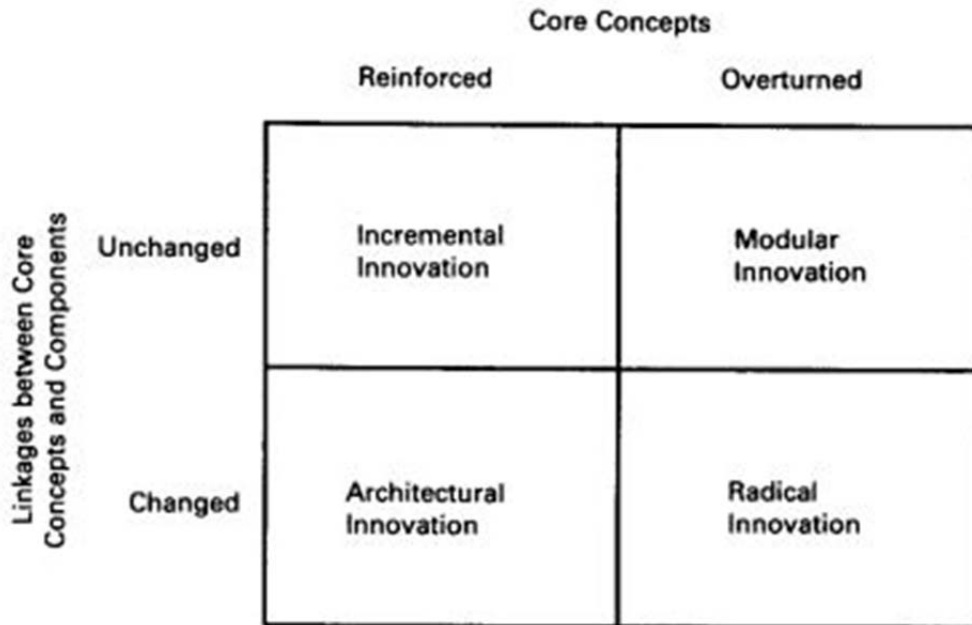 Core Concepts
Reinforced
Overturned
Linkages between Core
Concepts and Components
Unchanged
Incremental
Innovation
Modular
Innovation
Changed
Architectural
Innovation
Radical
Innovation